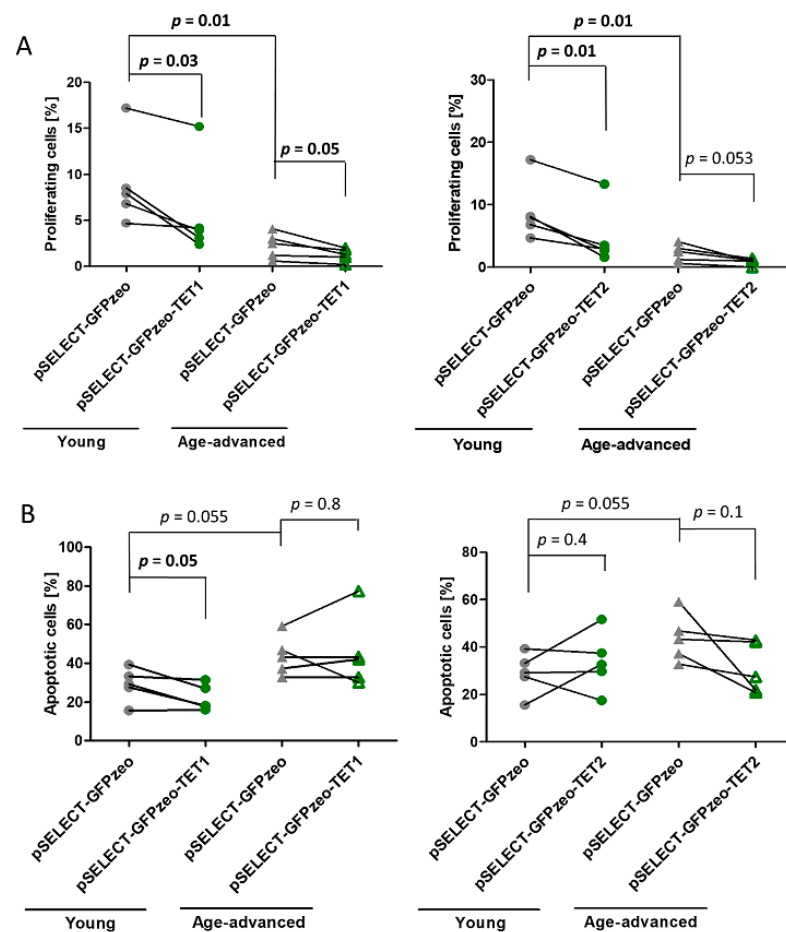 A
p = 0.01
p = 0.03
p = 0.05
Proliferating cells [%]
20
15
10
5
0
pSELECT-GFPzeo
pSELECT-GFPzeo-TET1
pSELECT-GFPzeo
pSELECT-GFPzeo-TET1
Young
Age-advanced
p = 0.01
p = 0.01
p = 0.053
Proliferating cells [%]
30
20
10
0
pSELECT-GFPzeo
pSELECT-GFPzeo-TET2
pSELECT-GFPzeo
pSELECT-GFPzeo-TET2
Young
Age-advanced
B
p = 0.8
p = 0.055
p = 0.05
Apoptotic cells [%]
100
80
60
40
20
0
pSELECT-GFPzeo
pSELECT-GFPzeo-TET1
pSELECT-GFPzeo
pSELECT-GFPzeo-TET1
Young
Age-advanced
p = 0.055
p = 0.1
p = 0.4
Apoptotic cells [%]
80
60
40
20
0
pSELECT-GFPzeo
pSELECT-GFPzeo-TET2
pSELECT-GFPzeo
pSELECT-GFPzeo-TET2
Young
Age-advanced